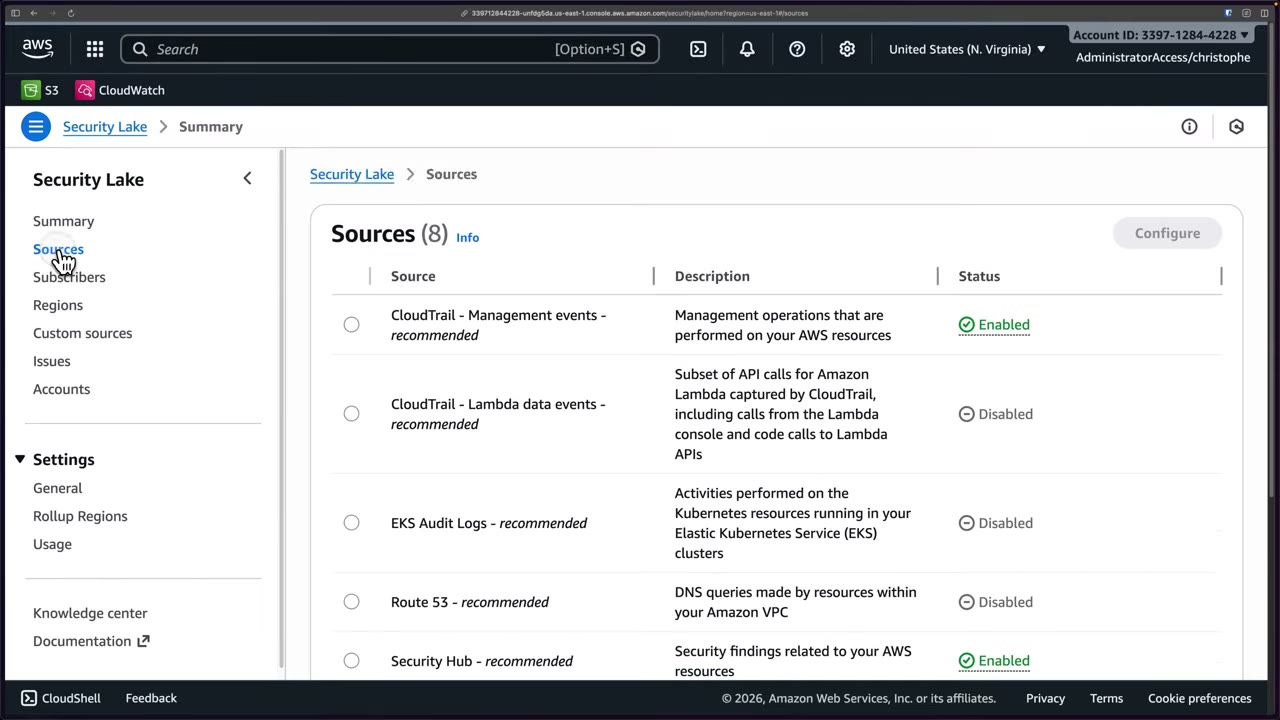 339712844228-unfdg5da.us-east-1.console.aws.amazon.com/securitylake/home?region=us-east-1#/sources
aws
Search
[Option+S]
United States (N. Virginia)
Account ID: 3397-1284-4228
AdministratorAccess/christophe
S3
CloudWatch
Security Lake
Summary
Security Lake
Summary
Sources
Subscribers
Regions
Custom sources
Issues
Accounts
Settings
General
Rollup Regions
Usage
Knowledge center
Documentation
Security Lake
Sources
Sources (8) Info
Configure
Source
Description
Status
CloudTrail - Management events -
recommended
Management operations that are
performed on your AWS resources
Enabled
CloudTrail - Lambda data events -
recommended
Subset of API calls for Amazon
Lambda captured by CloudTrail,
including calls from the Lambda
console and code calls to Lambda
APIs
Disabled
EKS Audit Logs - recommended
Activities performed on the
Kubernetes resources running in your
Elastic Kubernetes Service (EKS)
clusters
Disabled
Route 53 - recommended
DNS queries made by resources within
your Amazon VPC
Disabled
Security Hub - recommended
Security findings related to your AWS
resources
Enabled
CloudShell
Feedback
© 2026, Amazon Web Services, Inc. or its affiliates.
Privacy
Terms
Cookie preferences